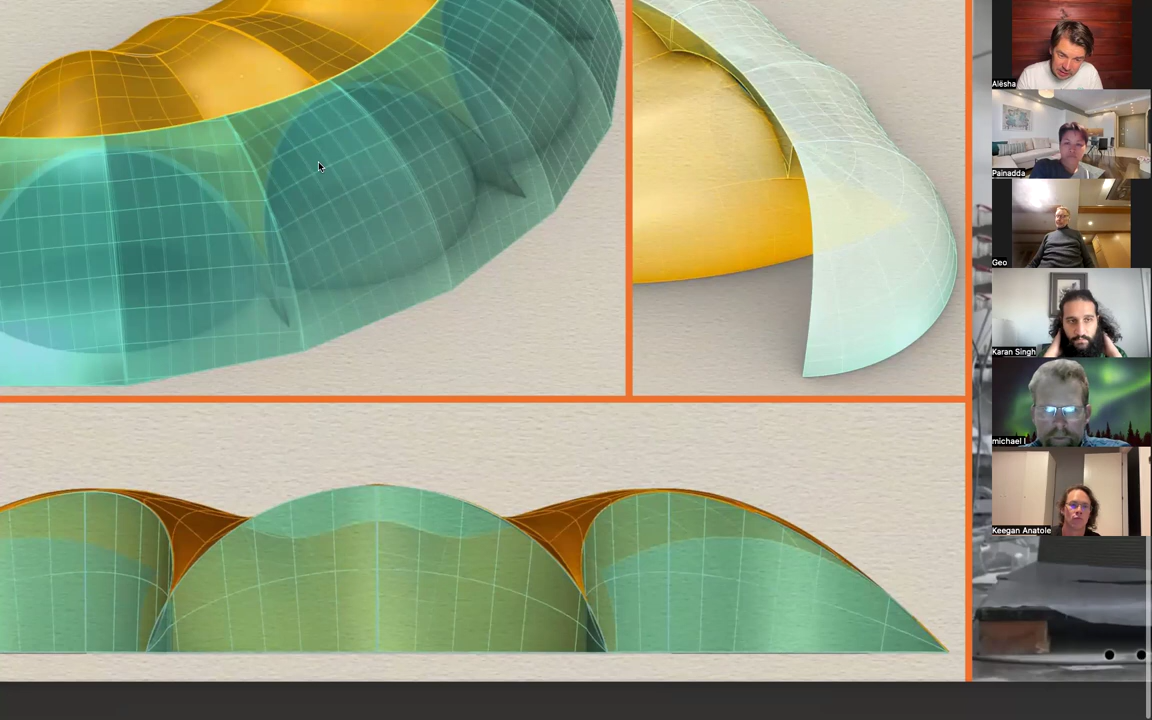 Alësha
Painadda
Geo
Karan Singh
michael l
Keegan Anatole